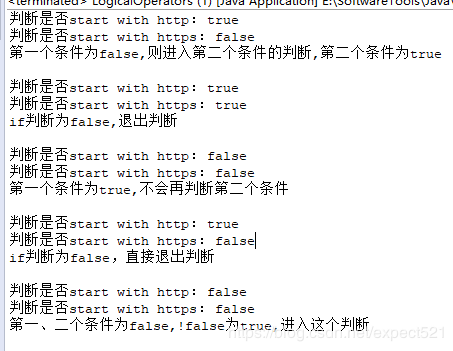 <terminated> LogicalOperators (1) [Java Application] E:\SoftwareTools\Java\
判断是否start with http: true
判断是否start with https: false
第一个条件为false,则进入第二个条件的判断,第二个条件为true
判断是否start with http: true
判断是否start with https: true
if判断为false,退出判断
判断是否start with http: false
判断是否start with https: false
第一个条件为true,不会再判断第二个条件
判断是否start with http: true
判断是否start with https: false
if判断为false，直接退出判断
判断是否start with http: false
判断是否start with https: false
第一、二个条件为false,!false为true,进入这个判断
https://blog.csdn.net/expect521